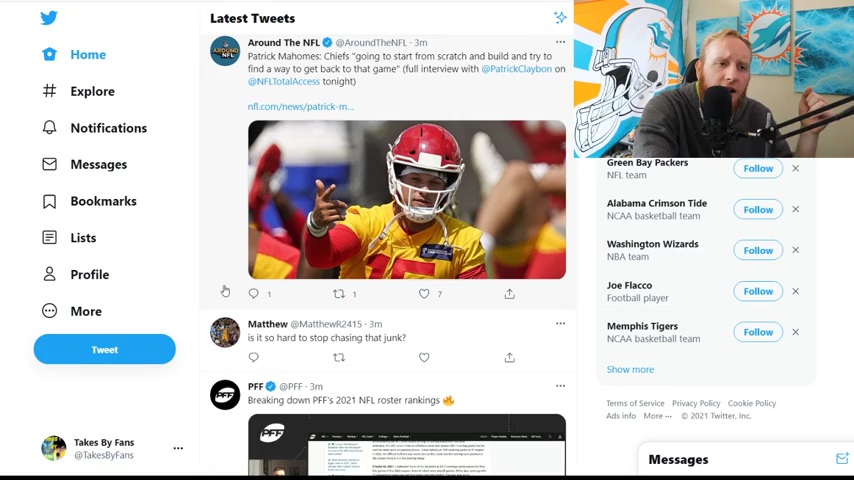 Latest Tweets
Home
Explore
Notifications
Messages
Bookmarks
Lists
Profile
More
Tweet
Takes By Fans
@TakesByFans
Around The NFL @AroundTheNFL · 3m
Patrick Mahomes: Chiefs "going to start from scratch and build and try to
find a way to get back to that game" (full interview with @PatrickClaybon on
@NFLTotalAccess tonight)
nfl.com/news/patrick-m...
1
1
7
Matthew @MatthewR2415 · 3m
is it so hard to stop chasing that junk?
PFF @PFF · 3m
Breaking down PFF's 2021 NFL roster rankings 🔥
PFF
Green Bay Packers
NFL team
Follow
Alabama Crimson Tide
NCAA basketball team
Follow
Washington Wizards
NBA team
Follow
Joe Flacco
Football player
Follow
Memphis Tigers
NCAA basketball team
Follow
Show more
Terms of Service Privacy Policy Cookie Policy
Ads info More ··· © 2021 Twitter, Inc.
Messages